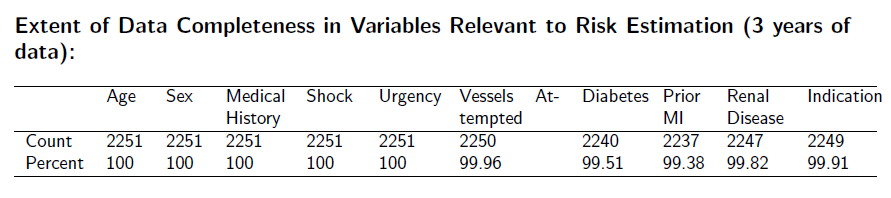 Extent of Data Completeness in Variables Relevant to Risk Estimation (3 years of
data):
Age Sex Medical Shock Urgency Vessels At- Diabetes Prior Renal Indication
History tempted MI Disease
Count 2251 2251 2251 2251 2251 2250 2240 2237 2247 2249
Percent 100 100 100 100 100 99.96 99.51 99.38 99.82 99.91